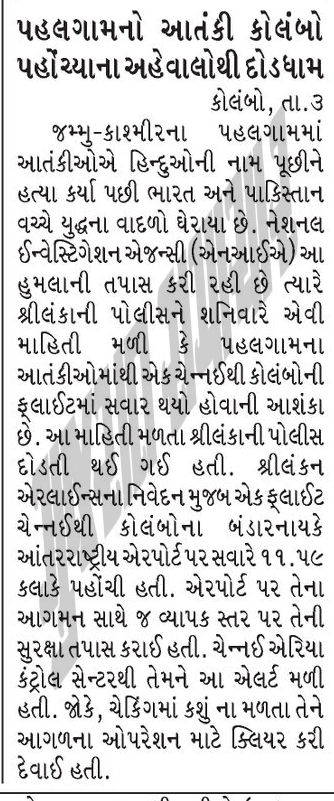 પહલગામનો આતંકી કોલંબો
પહોંચ્યાના અહેવાલોથી દોડધામ
કોલંબો, તા.૩
જમ્મુ-કાશ્મીરના પહલગામમાં
આતંકીઓએ હિન્દુઓની નામ પૂછીને
હત્યા કર્યા પછી ભારત અને પાકિસ્તાન
વચ્ચે યુદ્ધના વાદળો ઘેરાયા છે. નેશનલ
ઈન્વેસ્ટિગેશન એજન્સી (એનઆઈએ) આ
હુમલાની તપાસ કરી રહી છે ત્યારે
શ્રીલંકાની પોલીસને શનિવારે એવી
માહિતી મળી કે પહલગામના
આતંકીઓમાંથી એક ચેન્નઈથી કોલંબોની
ફ્લાઈટમાં સવાર થયો હોવાની આશંકા
છે. આ માહિતી મળતા શ્રીલંકાની પોલીસ
દોડતી થઈ ગઈ હતી. શ્રીલંકન
એરલાઈન્સના નિવેદન મુજબ એક ફ્લાઈટ
ચેન્નઈથી કોલંબોના બંડારનાયકે
આંતરરાષ્ટ્રીય એરપોર્ટ પર સવારે ૧૧.૫૯
કલાકે પહોંચી હતી. એરપોર્ટ પર તેના
આગમન સાથે જ વ્યાપક સ્તર પર તેની
સુરક્ષા તપાસ કરાઈ હતી. ચેન્નઈ એરિયા
કંટ્રોલ સેન્ટરથી તેમને આ એલર્ટ મળી
હતી. જોકે, ચેકિંગમાં કશું ના મળતા તેને
આગળના ઓપરેશન માટે ક્લિયર કરી
દેવાઈ હતી.